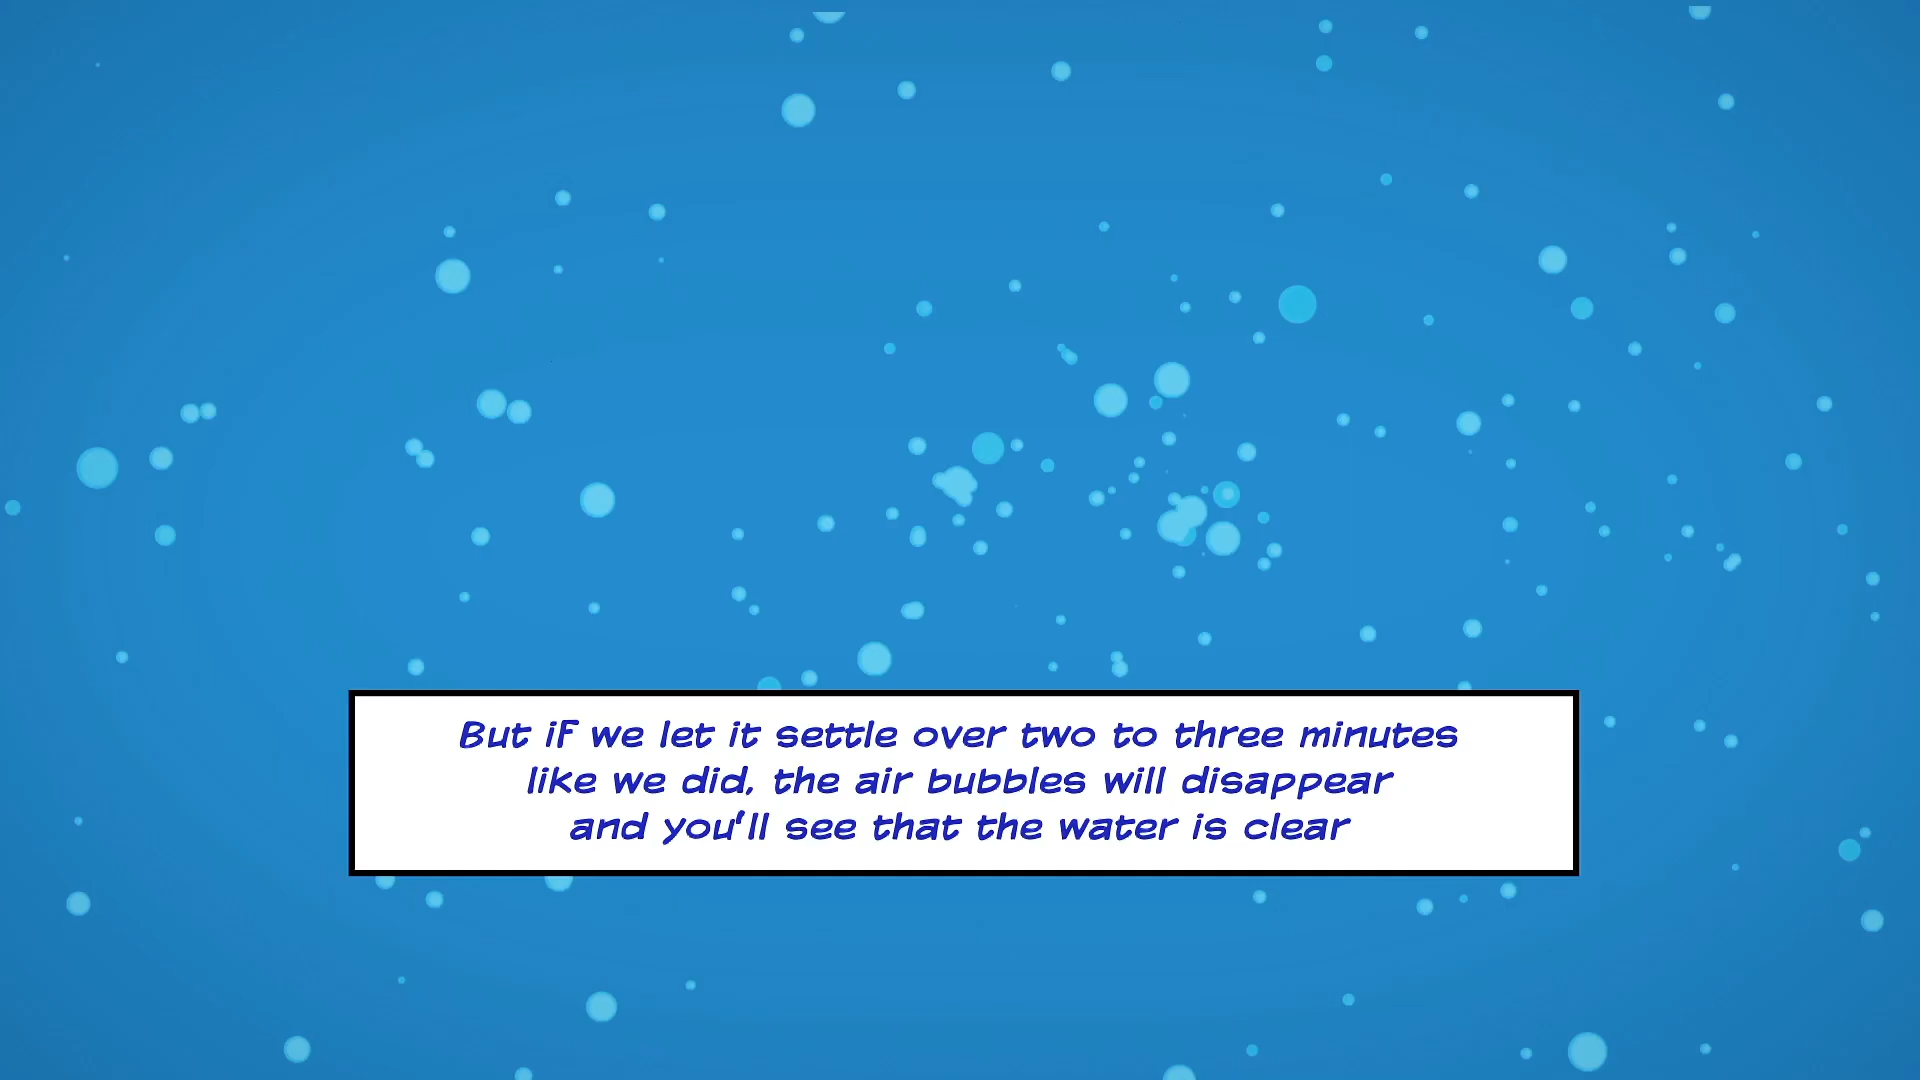 But if we let it settle over two to three minutes
like we did, the air bubbles will disappear
and you'll see that the water is clear